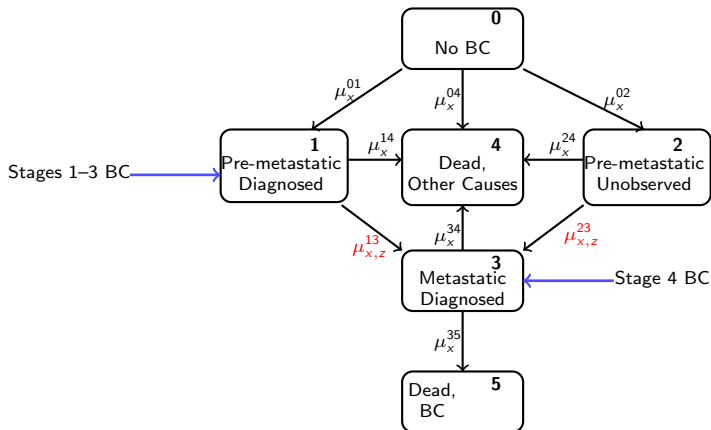 0
No BC
μ_x^{01}
μ_x^{04}
μ_x^{02}
1
Pre-metastatic
Diagnosed
μ_x^{14}
4
Dead,
Other Causes
μ_x^{24}
2
Pre-metastatic
Unobserved
Stages 1–3 BC
μ_{x,z}^{13}
μ_x^{34}
μ_{x,z}^{23}
3
Metastatic
Diagnosed
Stage 4 BC
μ_x^{35}
5
Dead,
BC